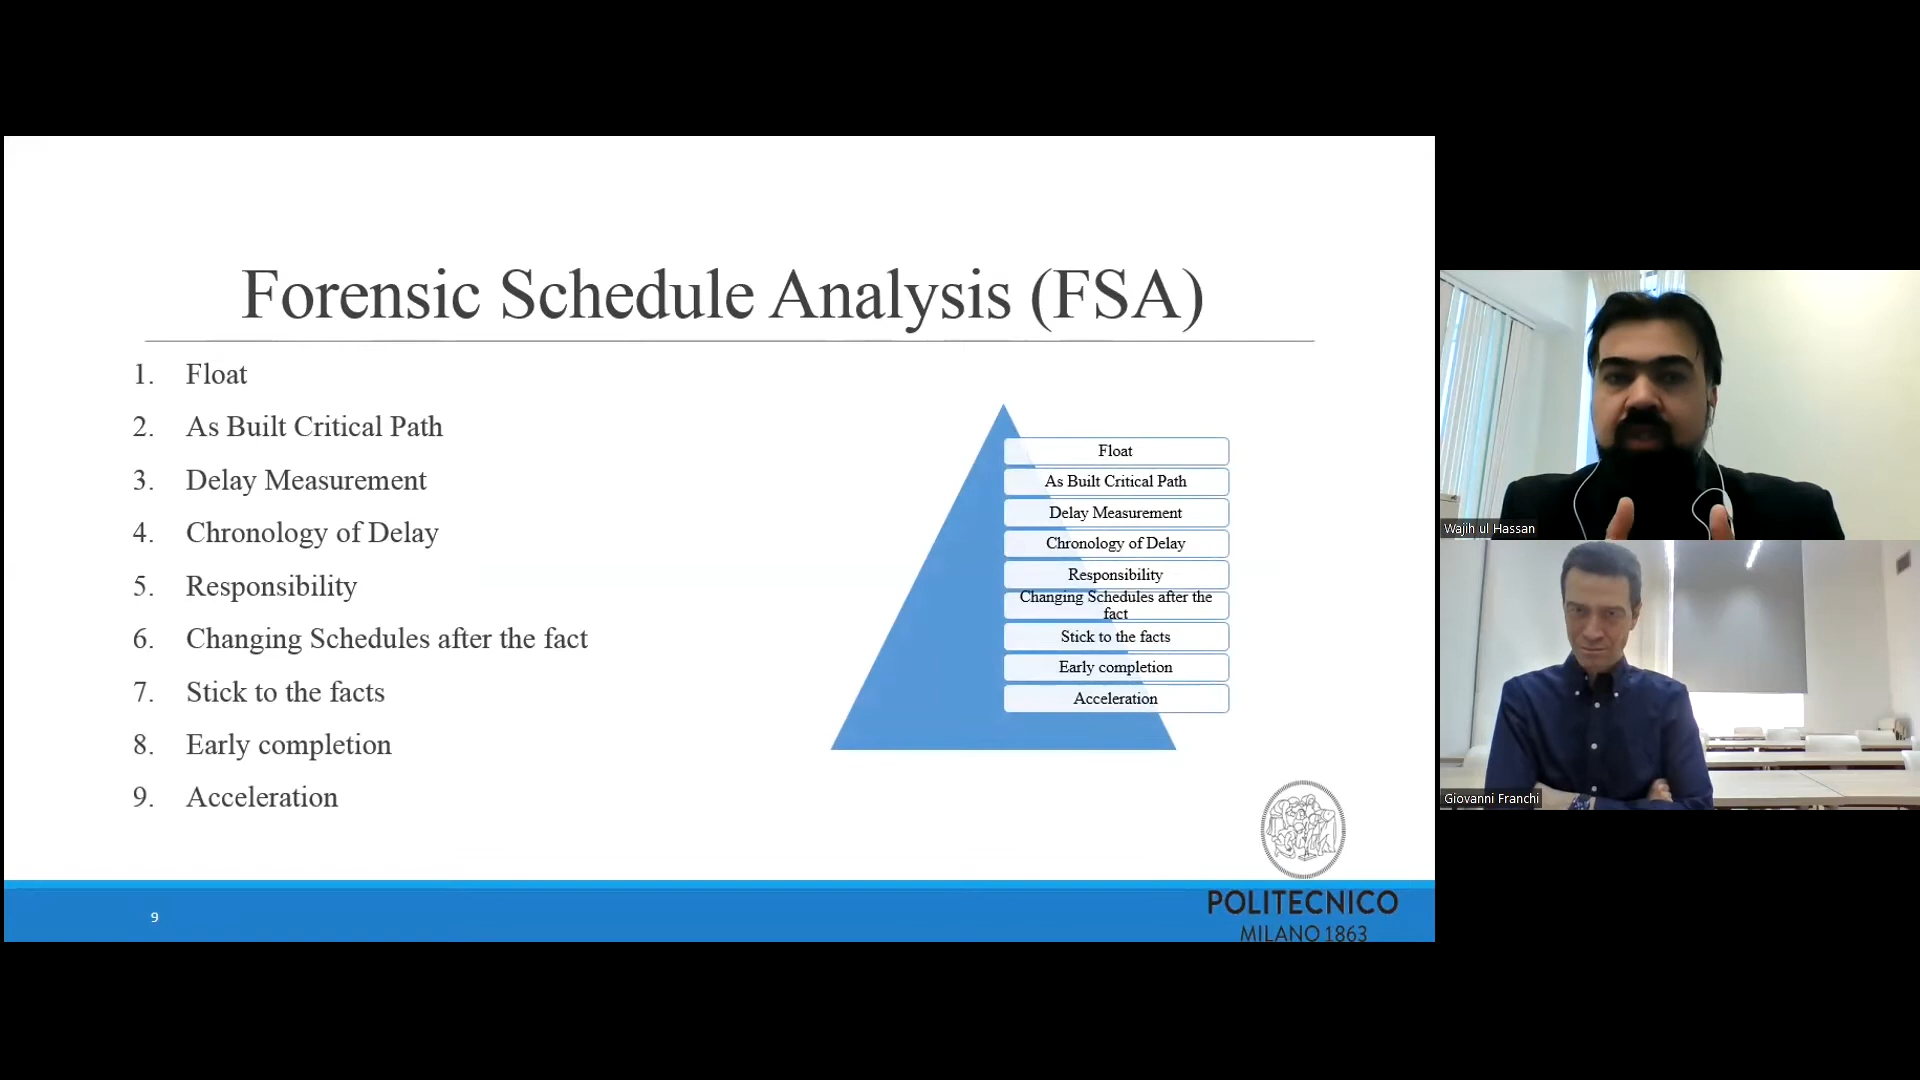 Forensic Schedule Analysis (FSA)
1. Float
2. As Built Critical Path
3. Delay Measurement
4. Chronology of Delay
5. Responsibility
6. Changing Schedules after the fact
7. Stick to the facts
8. Early completion
9. Acceleration
Float
As Built Critical Path
Delay Measurement
Chronology of Delay
Responsibility
Changing Schedules after the
fact
Stick to the facts
Early completion
Acceleration
9
POLITECNICO
MILANO 1863
Wajih ul Hassan
Giovanni Franchi